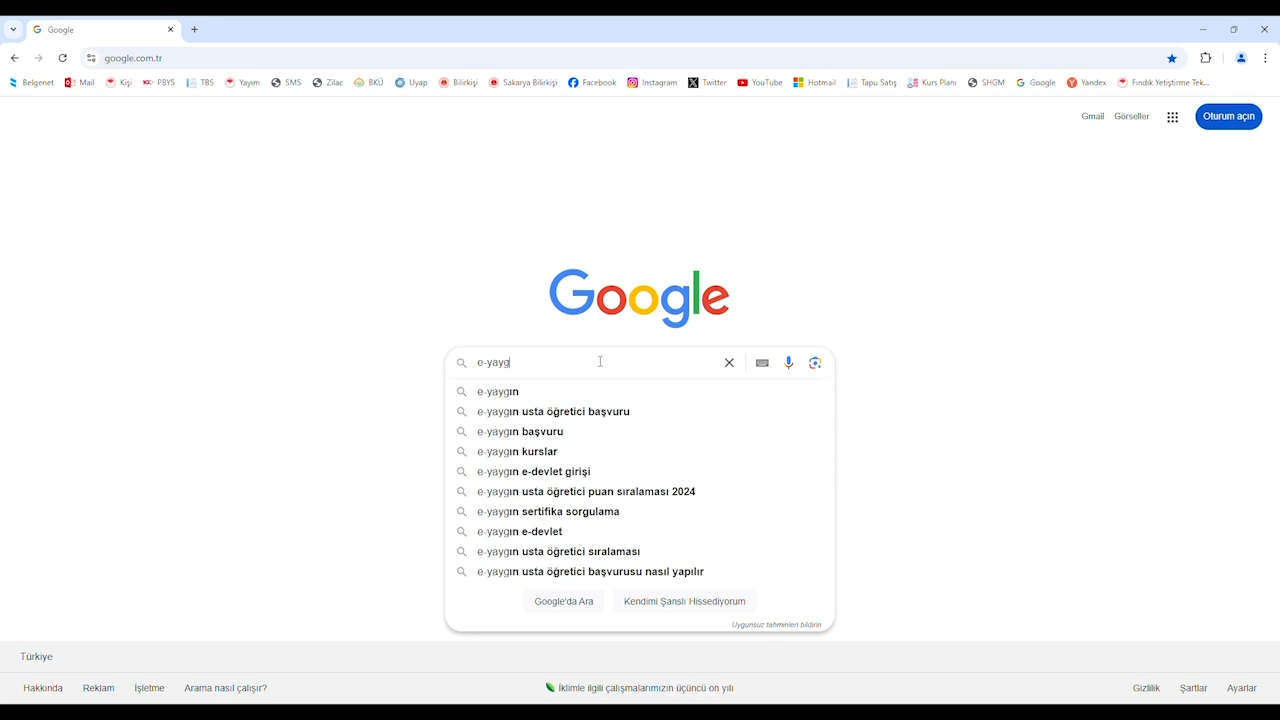 Google
google.com.tr
Belgenet Mail Kişi PBYS TBS Yayım SMS Zilac BKÜ Uyap Bilirkişi Sakarya Bilirkişi Facebook Instagram Twitter YouTube Hotmail Tapu Satış Kurs Planı SHGM Google Yandex Fındık Yetiştirme Tek...
Gmail Görseller Oturum açın
Google
e-yayg
e-yaygın
e-yaygın usta öğretici başvuru
e-yaygın başvuru
e-yaygın kurslar
e-yaygın e-devlet girişi
e-yaygın usta öğretici puan sıralaması 2024
e-yaygın sertifika sorgulama
e-yaygın e-devlet
e-yaygın usta öğretici sıralaması
e-yaygın usta öğretici başvurusu nasıl yapılır
Google'da Ara Kendimi Şanslı Hissediyorum
Uygunsuz tahminleri bildirin
Türkiye
Hakkında Reklam İşletme Arama nasıl çalışır? İklimle ilgili çalışmalarımızın üçüncü on yılı Gizlilik Şartlar Ayarlar